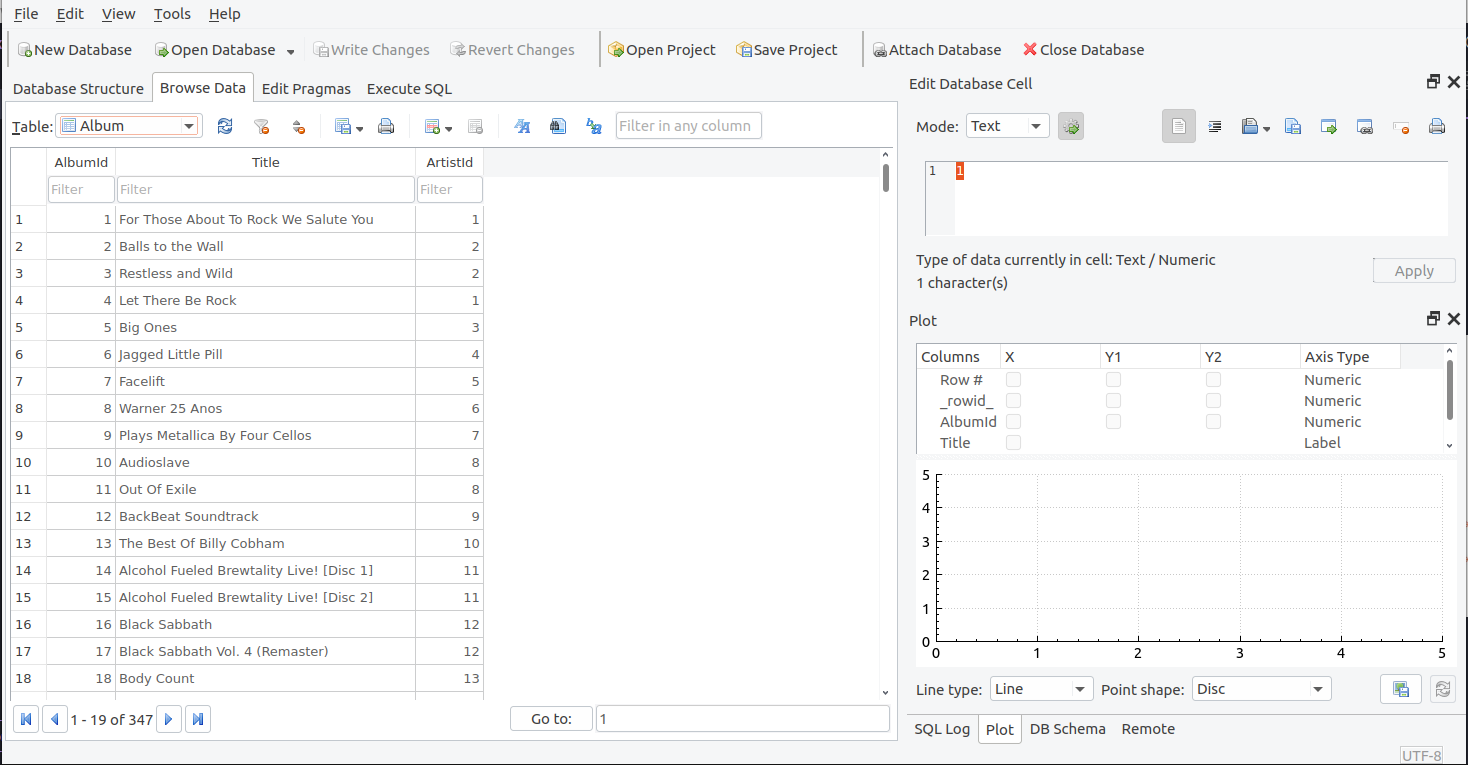 File Edit View Tools Help
New Database Open Database Write Changes Revert Changes Open Project Save Project Attach Database Close Database
Database Structure Browse Data Edit Pragmas Execute SQL
Table: Album Filter in any column
AlbumId Title ArtistId
Filter Filter Filter
1 1 For Those About To Rock We Salute You 1
2 2 Balls to the Wall 2
3 3 Restless and Wild 2
4 4 Let There Be Rock 1
5 5 Big Ones 3
6 6 Jagged Little Pill 4
7 7 Facelift 5
8 8 Warner 25 Anos 6
9 9 Plays Metallica By Four Cellos 7
10 10 Audioslave 8
11 11 Out Of Exile 8
12 12 BackBeat Soundtrack 9
13 13 The Best Of Billy Cobham 10
14 14 Alcohol Fueled Brewtality Live! [Disc 1] 11
15 15 Alcohol Fueled Brewtality Live! [Disc 2] 11
16 16 Black Sabbath 12
17 17 Black Sabbath Vol. 4 (Remaster) 12
18 18 Body Count 13
1 - 19 of 347 Go to: 1
Edit Database Cell
Mode: Text
1 1
Type of data currently in cell: Text / Numeric
1 character(s)
Apply
Plot
Columns X Y1 Y2 Axis Type
Row # Numeric
_rowid_ Numeric
AlbumId Numeric
Title Label
5
4
3
2
1
0
0 1 2 3 4 5
Line type: Line Point shape: Disc
SQL Log Plot DB Schema Remote
UTF-8